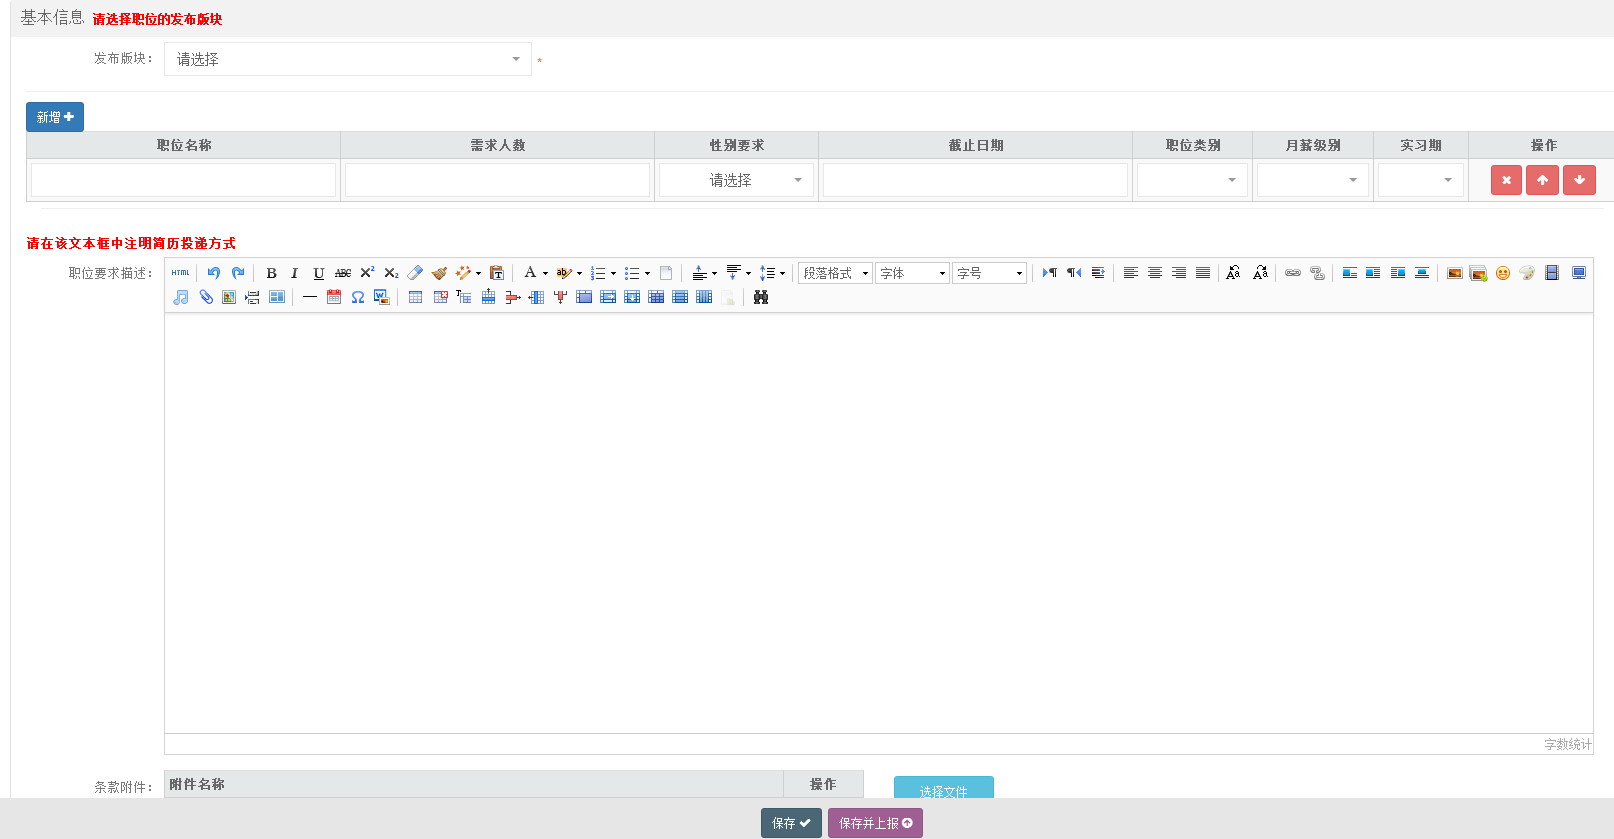 基本信息 请选择职位的发布版块
发布版块： 请选择 *
新增
职位名称 需求人数 性别要求 截止日期 职位类别 月薪级别 实习期 操作
请选择
请在该文本框中注明简历投递方式
职位要求描述： HTML B I U ABC X² X₂ A ab 段落格式 字体 字号
字数统计
条款附件： 附件名称 操作 选择文件
保存 保存并上报